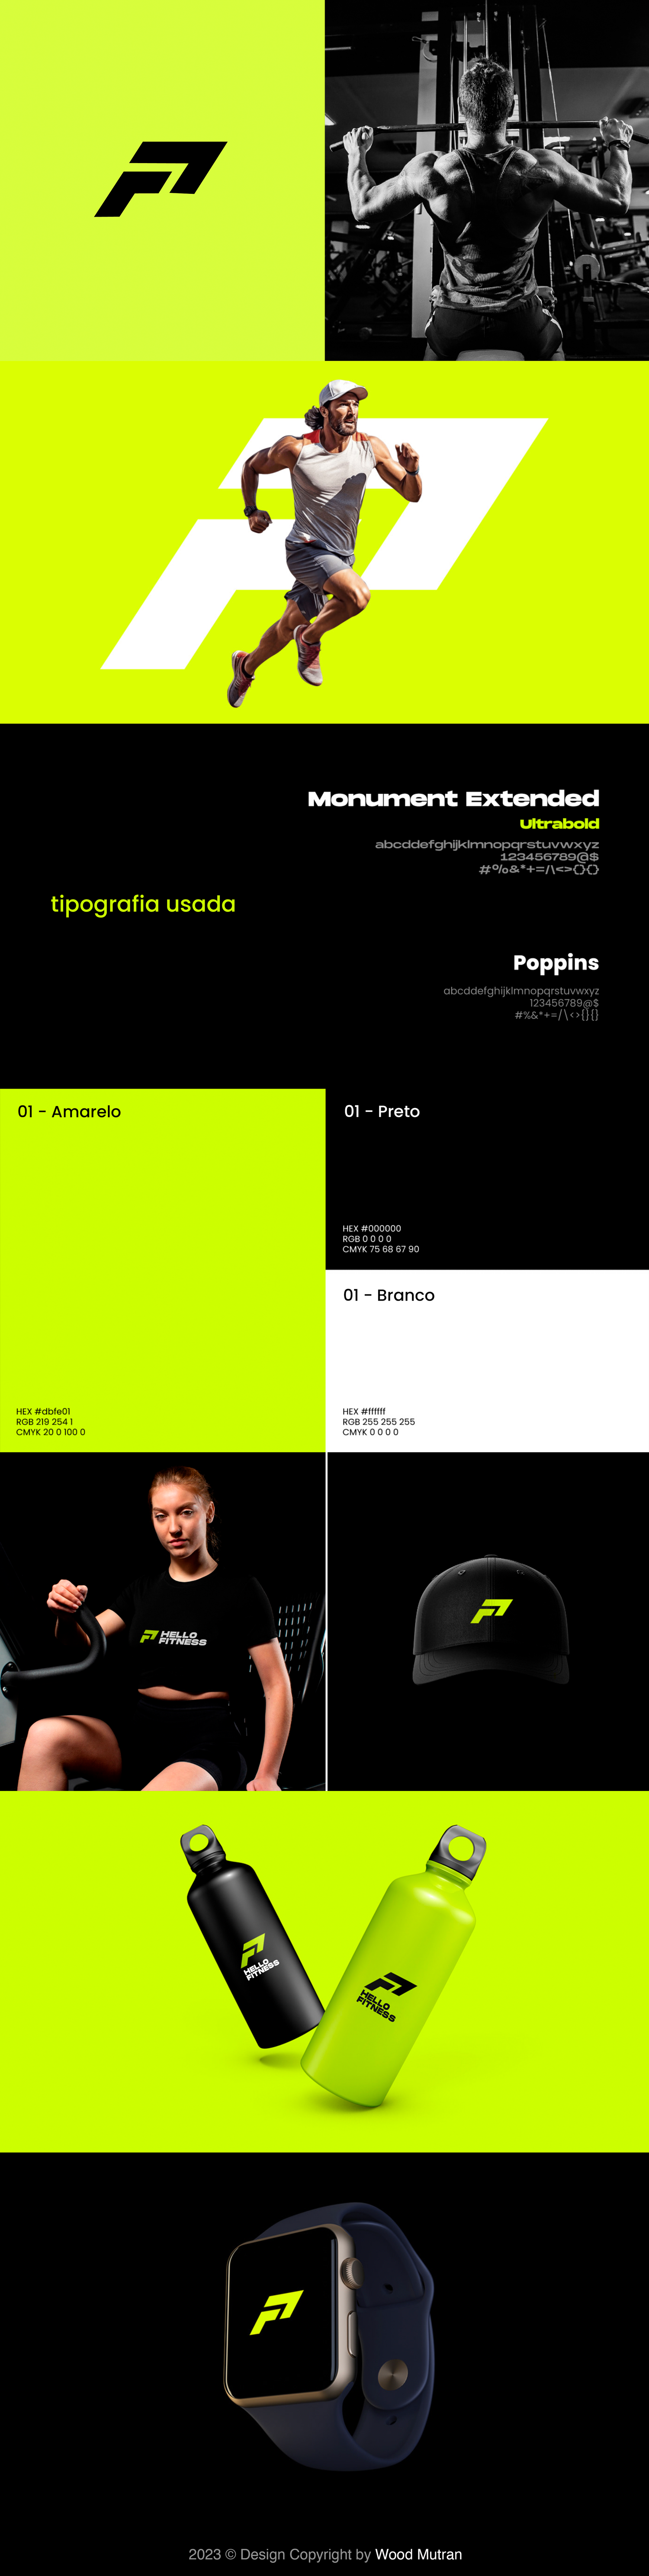 Monument Extended
Ultrabold
abcddefghijklmnopqrstuvwxyz
123456789@$
#%&*+=/\<>{}{}
tipografia usada
Poppins
abcddefghijklmnopqrstuvwxyz
123456789@$
#%&*+=/\<>{}{}
01 - Amarelo
HEX #dbfe01
RGB 219 254 1
CMYK 20 0 100 0
01 - Preto
HEX #000000
RGB 0 0 0 0
CMYK 75 68 67 90
01 - Branco
HEX #ffffff
RGB 255 255 255
CMYK 0 0 0 0
HELLO
FITNESS
HELLO
FITNESS
HELLO
FITNESS
2023 © Design Copyright by Wood Mutran